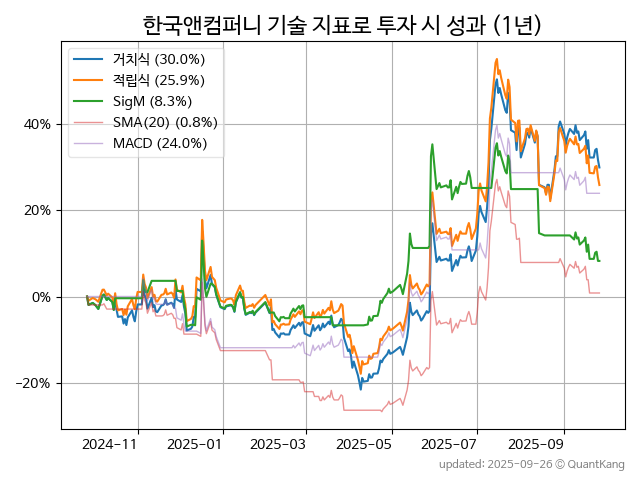 한국앤컴퍼니 기술 지표로 투자 시 성과 (1년)
거치식 (30.0%)
적립식 (25.9%)
SigM (8.3%)
SMA(20) (0.8%)
MACD (24.0%)
40%
20%
0%
−20%
2024-11 2025-01 2025-03 2025-05 2025-07 2025-09
updated: 2025-09-26 © QuantKang